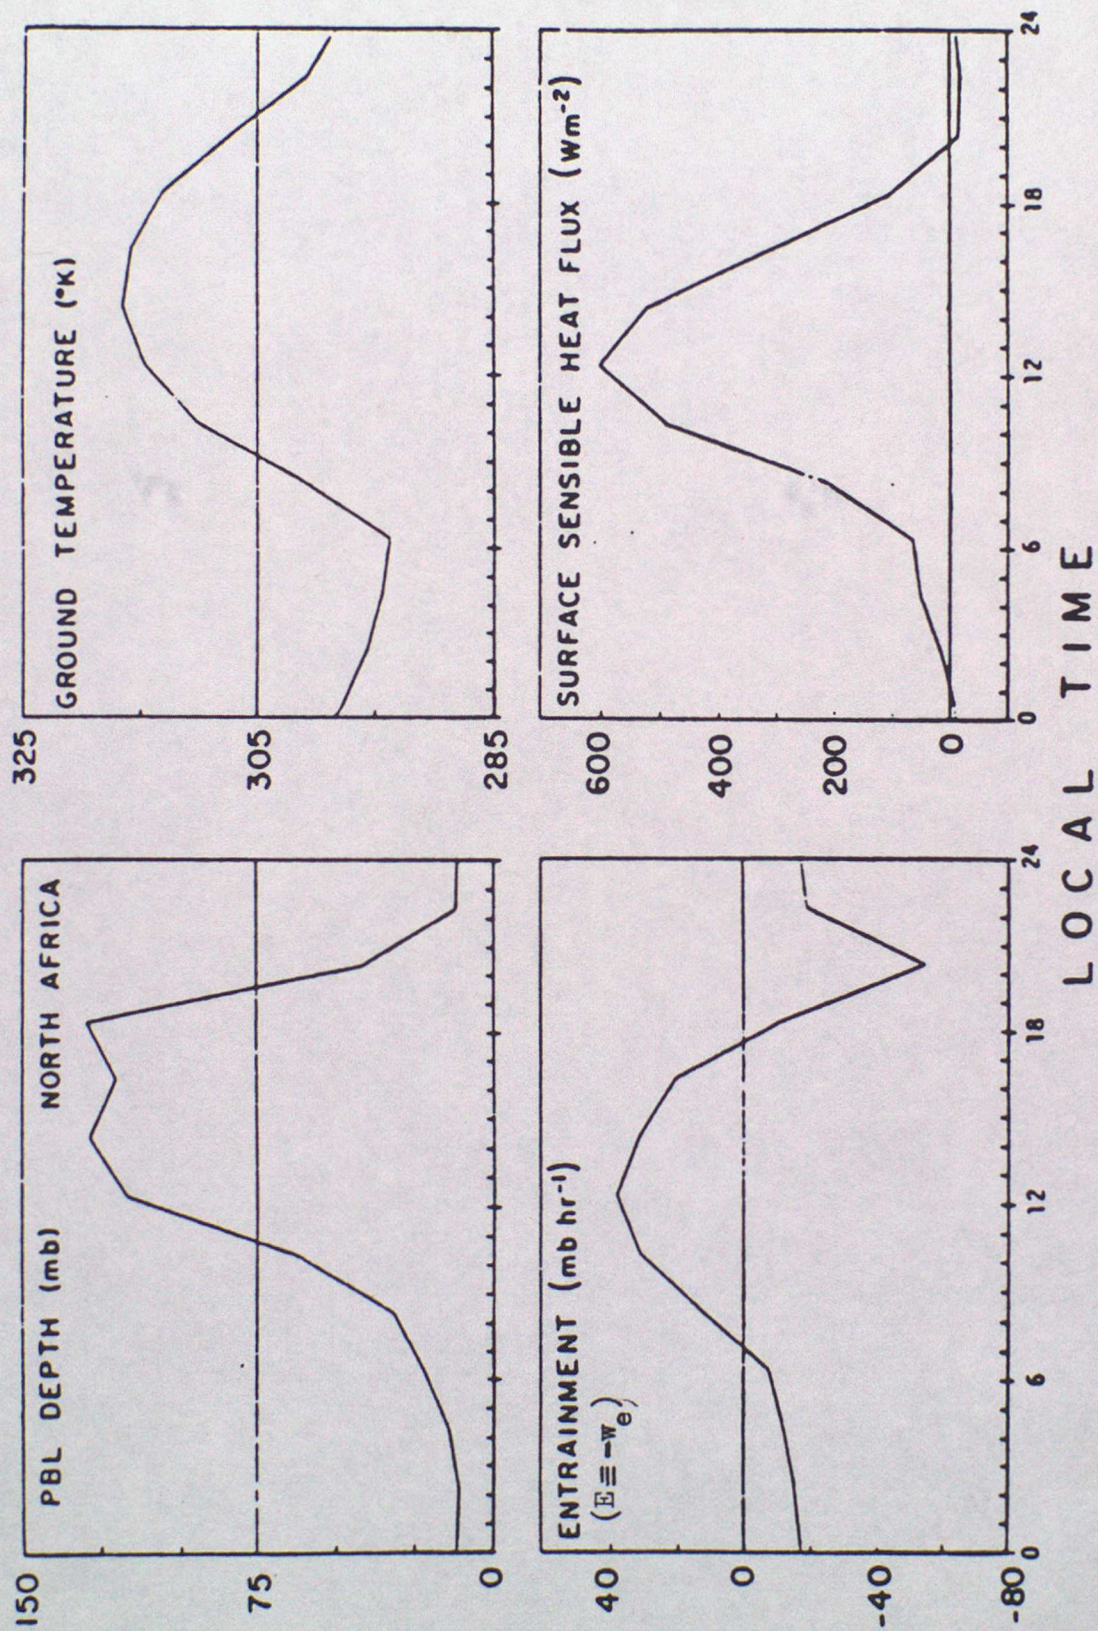 PBL DEPTH (mb) NORTH AFRICA
150
75
0
GROUND TEMPERATURE (°K)
325
305
285
ENTRAINMENT (mb hr⁻¹)
(E≡-wₑ)
40
0
-40
-80
0 6 12 18 24
SURFACE SENSIBLE HEAT FLUX (Wm⁻²)
600
400
200
0
0 6 12 18 24
LOCAL TIME